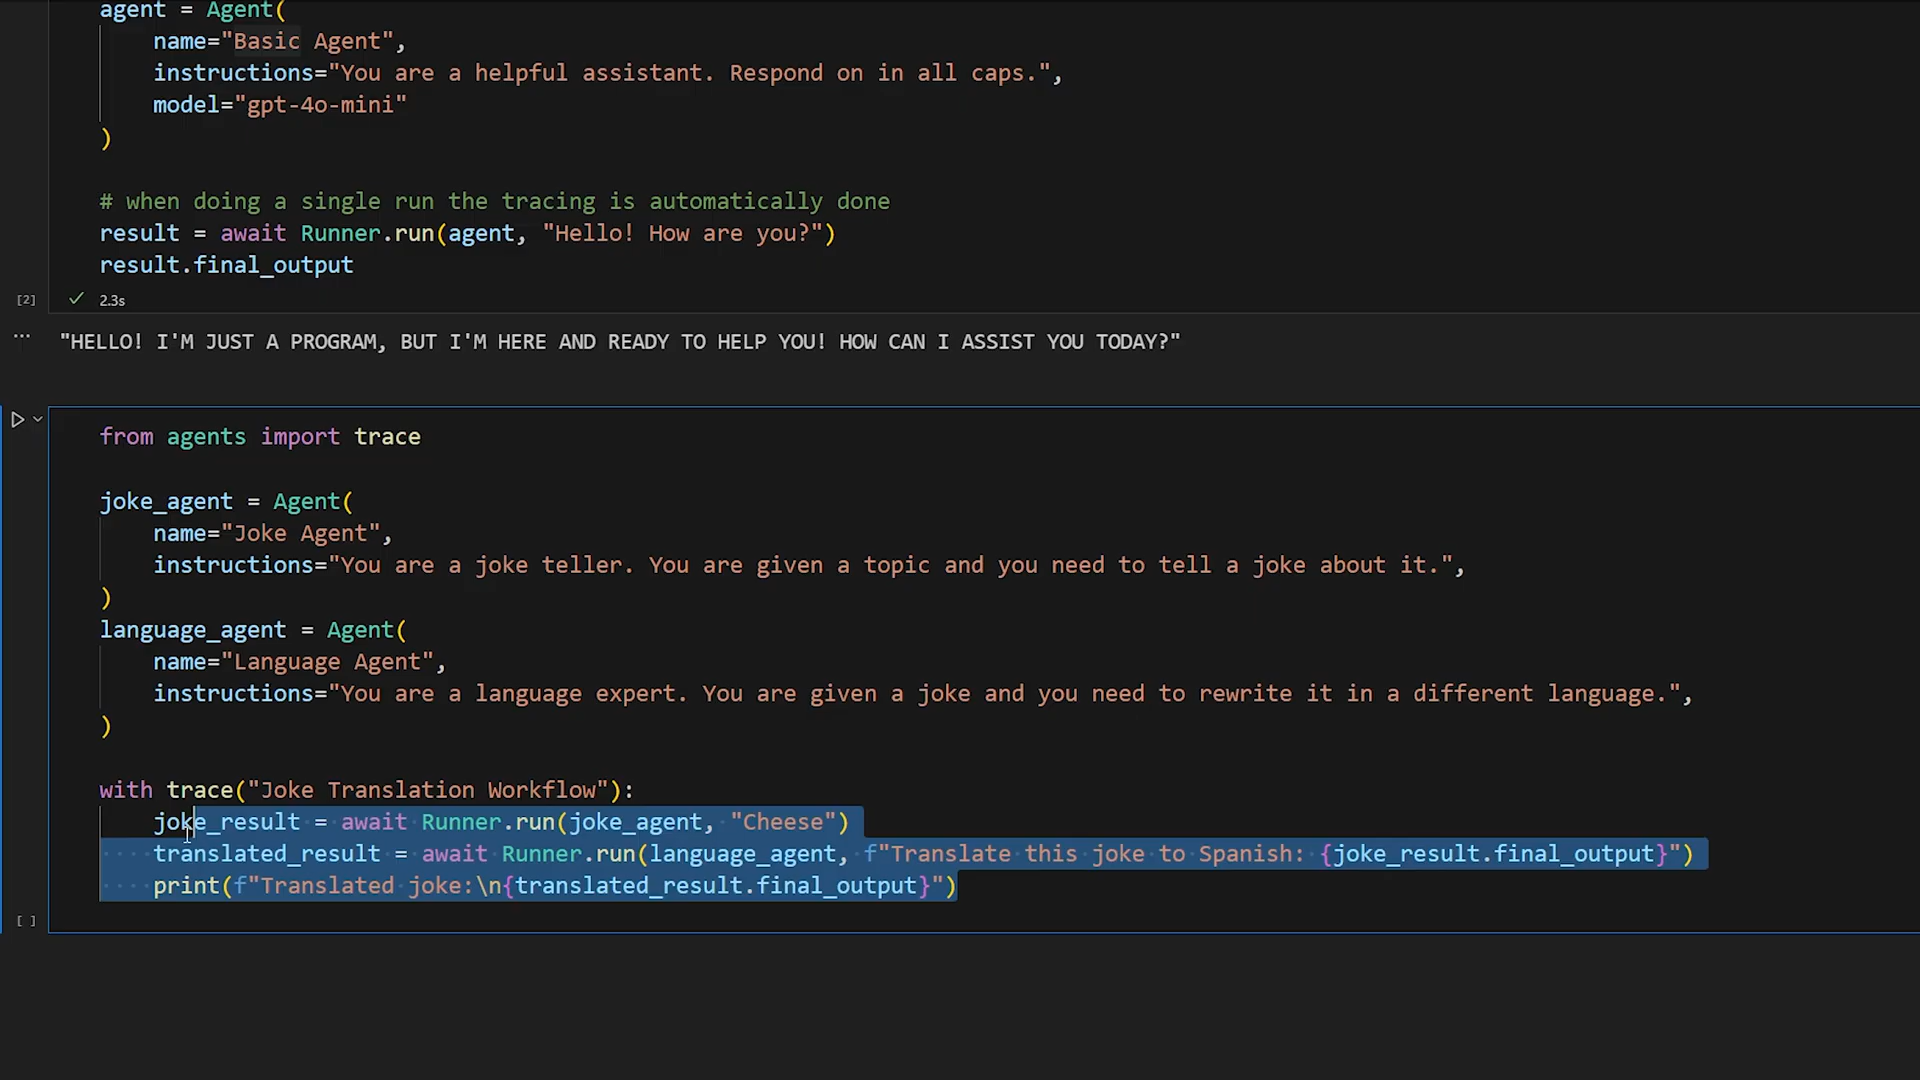 agent = Agent(
    name="Basic Agent",
    instructions="You are a helpful assistant. Respond on in all caps.",
    model="gpt-4o-mini"
)
# when doing a single run the tracing is automatically done
result = await Runner.run(agent, "Hello! How are you?")
result.final_output
[2] ✓ 2.3s
... "HELLO! I'M JUST A PROGRAM, BUT I'M HERE AND READY TO HELP YOU! HOW CAN I ASSIST YOU TODAY?"
from agents import trace
joke_agent = Agent(
    name="Joke Agent",
    instructions="You are a joke teller. You are given a topic and you need to tell a joke about it.",
)
language_agent = Agent(
    name="Language Agent",
    instructions="You are a language expert. You are given a joke and you need to rewrite it in a different language.",
)
with trace("Joke Translation Workflow"):
    joke_result = await Runner.run(joke_agent, "Cheese")
    translated_result = await Runner.run(language_agent, f"Translate this joke to Spanish: {joke_result.final_output}")
    print(f"Translated joke:\n{translated_result.final_output}")
[ ]